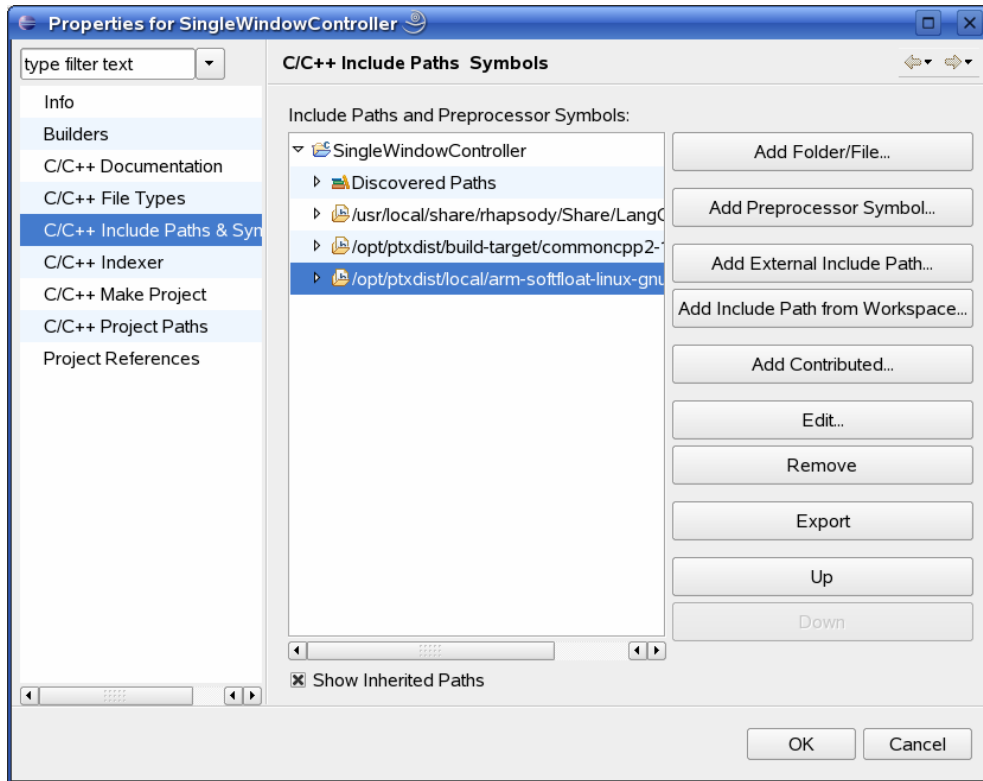 Properties for SingleWindowController
type filter text
C/C++ Include Paths Symbols
Info
Builders
C/C++ Documentation
C/C++ File Types
C/C++ Include Paths & Syn
C/C++ Indexer
C/C++ Make Project
C/C++ Project Paths
Project References
Include Paths and Preprocessor Symbols:
SingleWindowController
Discovered Paths
/usr/local/share/rhapsody/Share/LangC
/opt/ptxdist/build-target/commoncpp2-1
/opt/ptxdist/local/arm-softfloat-linux-gnu
Show Inherited Paths
Add Folder/File...
Add Preprocessor Symbol...
Add External Include Path...
Add Include Path from Workspace...
Add Contributed...
Edit...
Remove
Export
Up
Down
OK
Cancel